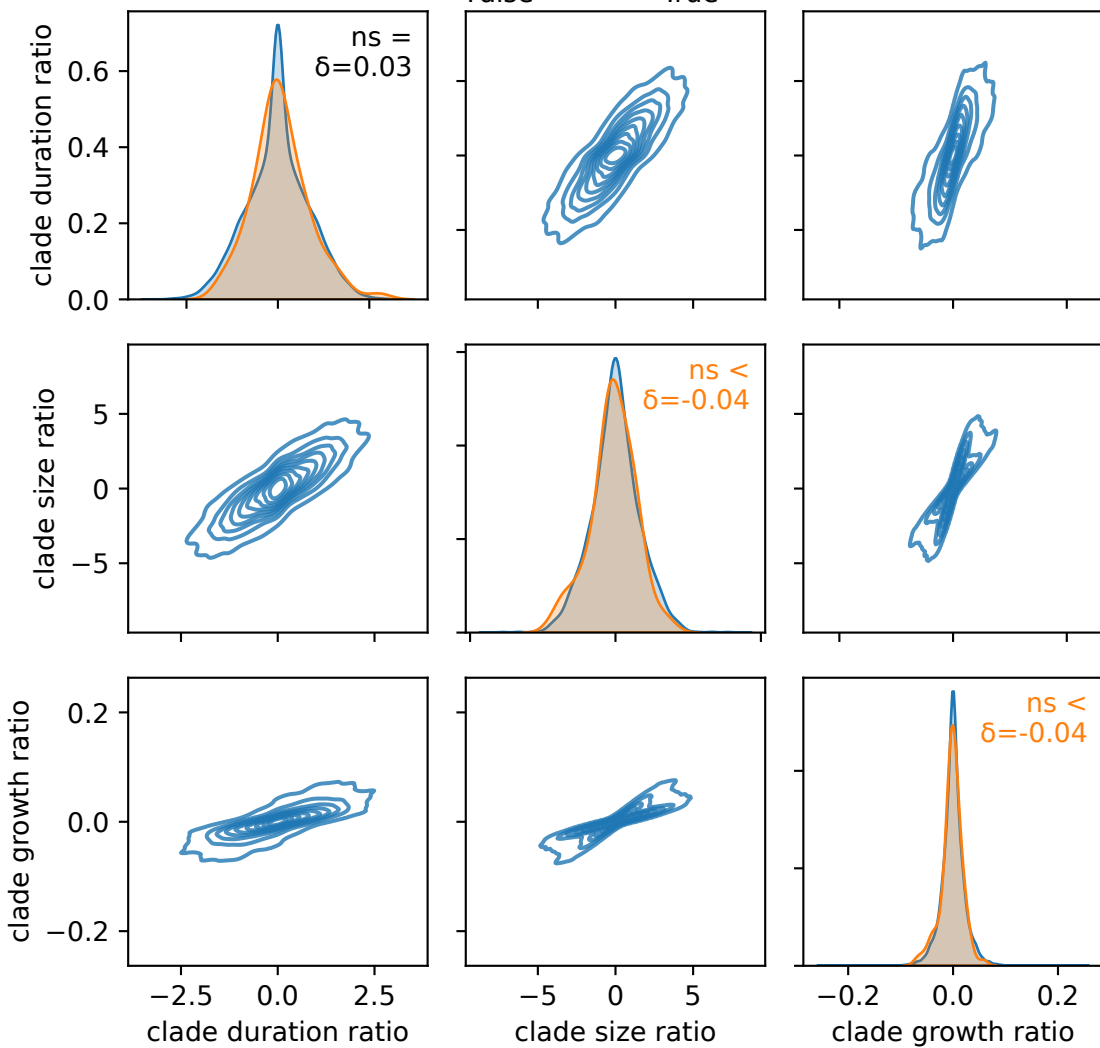 True
clade duration ratio
0.6
0.4
0.2
0.0
ns =
δ=0.03
clade size ratio
5
0
−5
ns <
δ=-0.04
clade growth ratio
0.2
0.0
−0.2
ns <
δ=-0.04
−2.5 0.0 2.5
−5 0 5
−0.2 0.0 0.2
clade duration ratio
clade size ratio
clade growth ratio